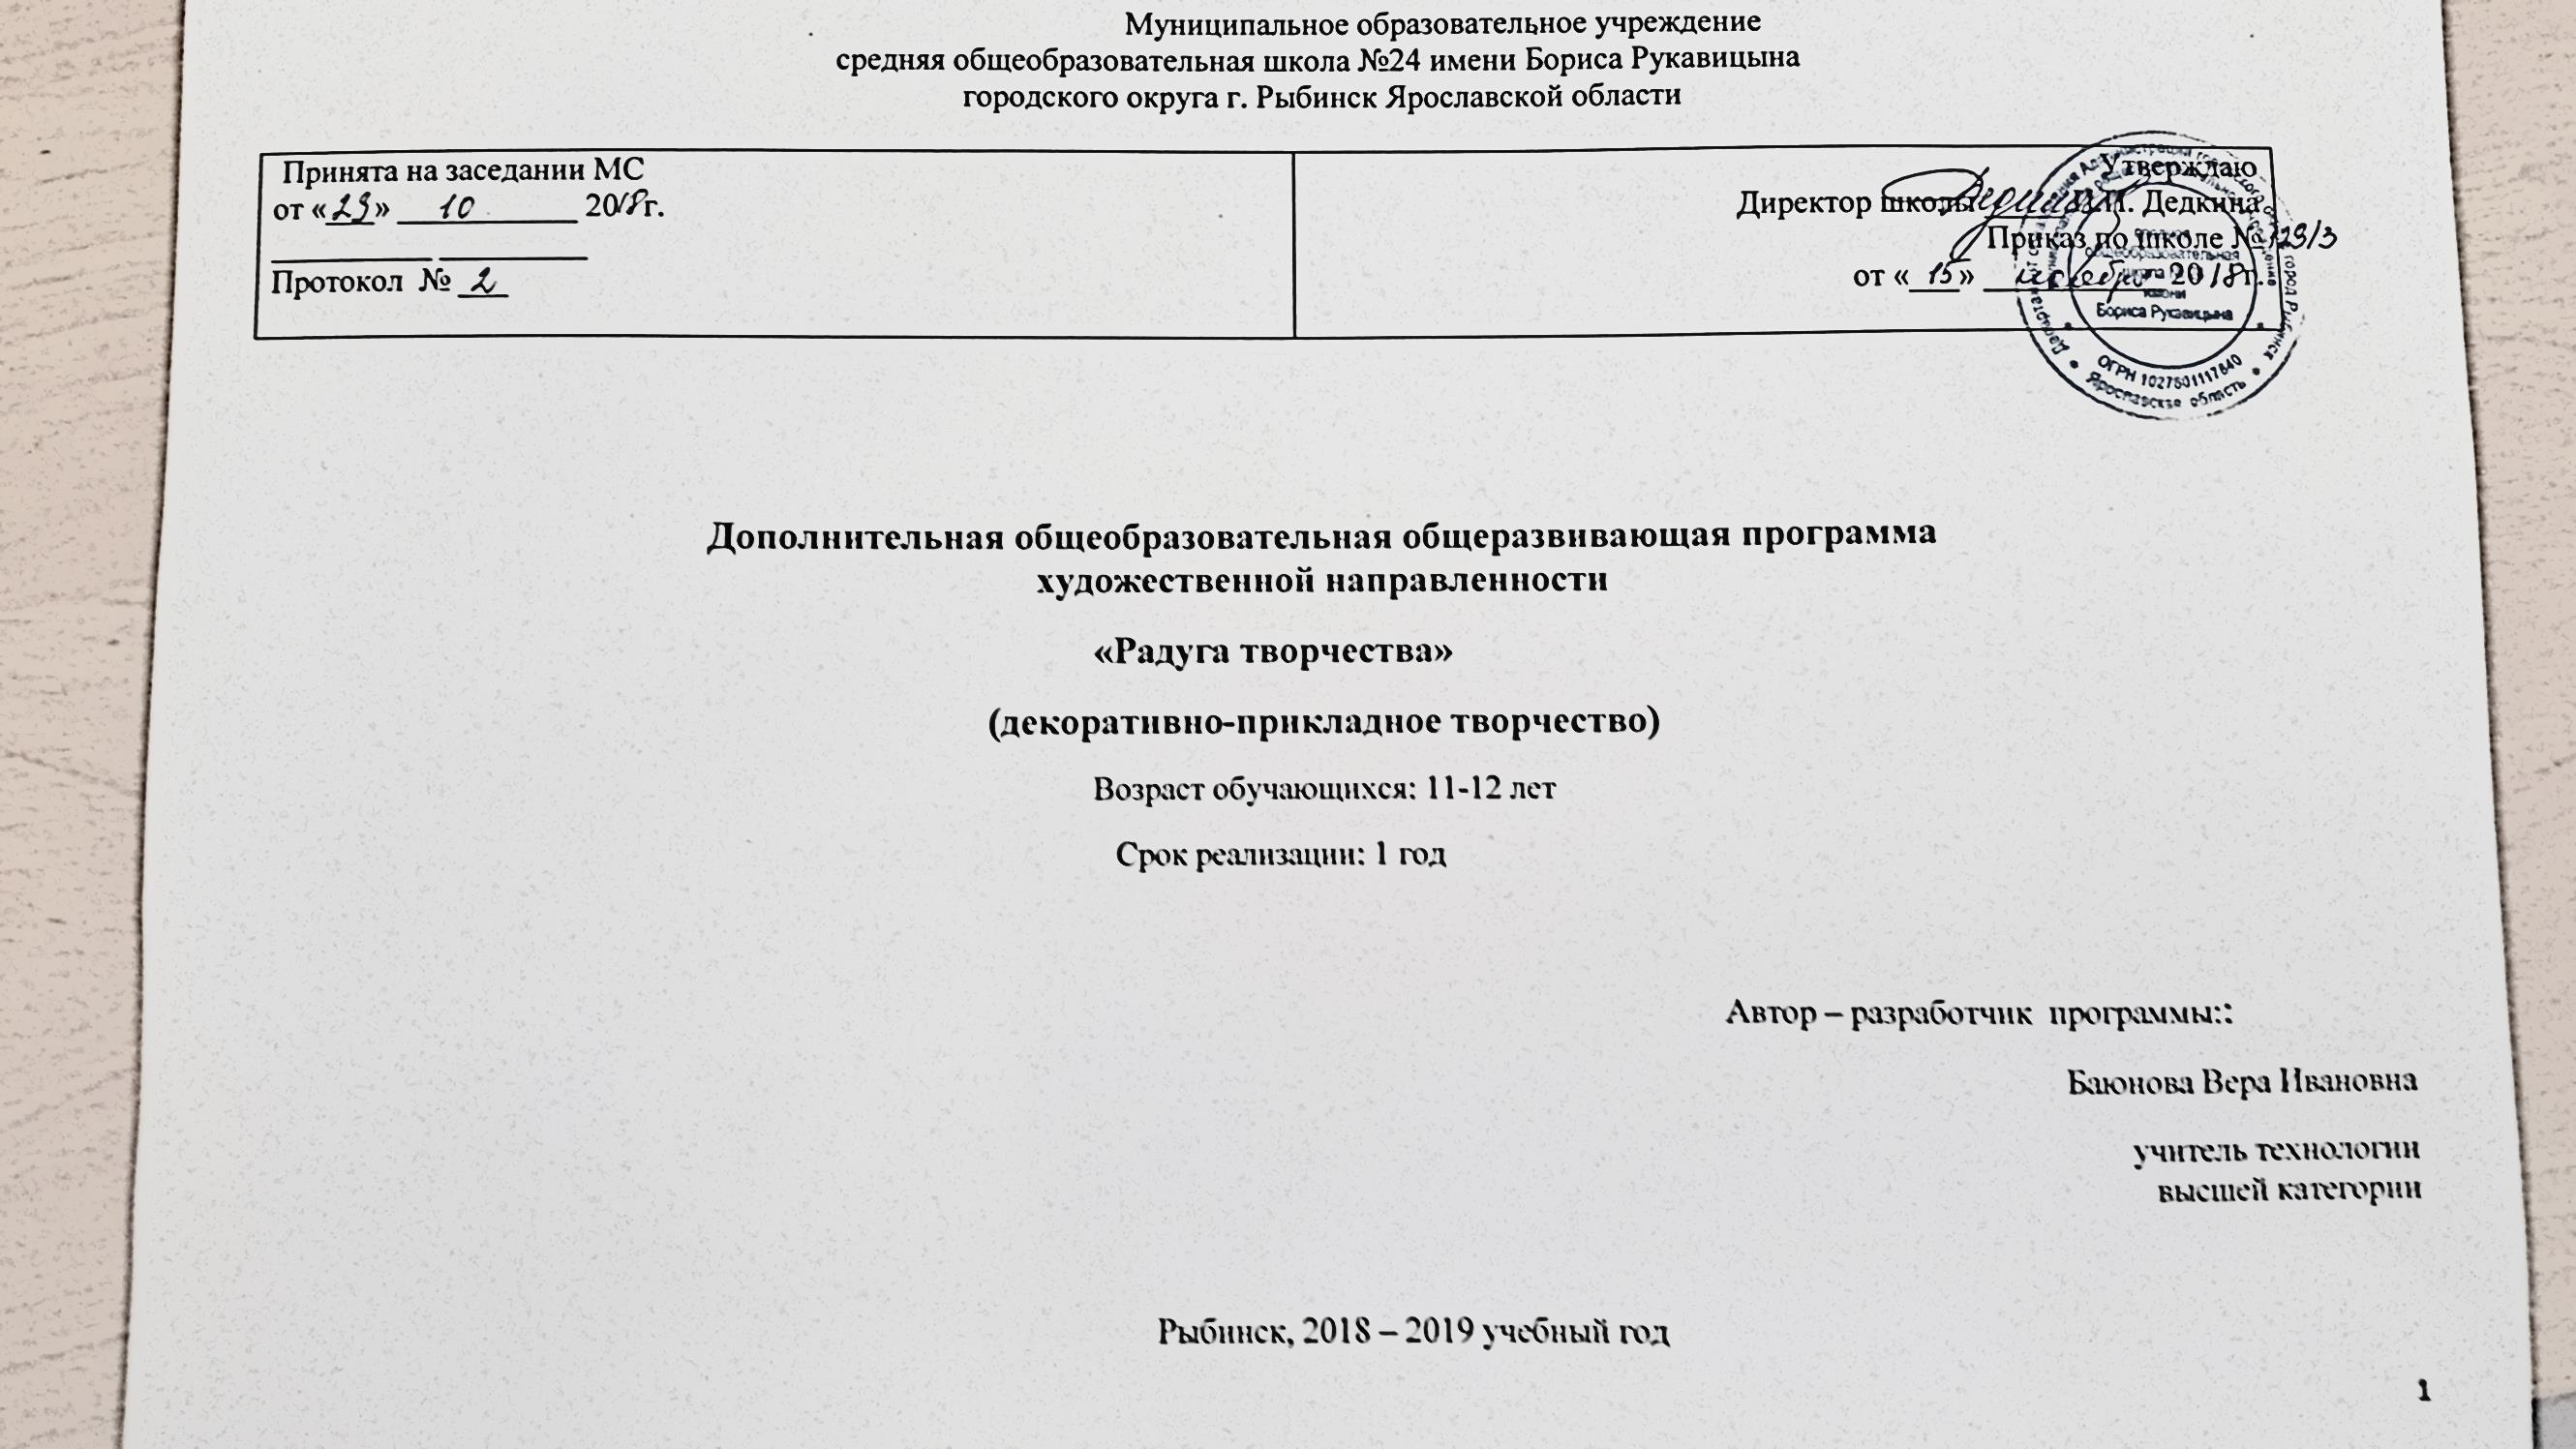 Муниципальное образовательное учреждение
средняя общеобразовательная школа №24 имени Бориса Рукавицына
городского округа г. Рыбинск Ярославской области
Принята на заседании МС
от «29» 10 2018г.
Протокол № 2
Утверждаю
Директор школы Дедкина
Приказ по школе № /3
от «15» ноября 2018г.
имени
Бориса Рукавицына
ОГРН
Ярославская область
Дополнительная общеобразовательная общеразвивающая программа
художественной направленности
«Радуга творчества»
(декоративно-прикладное творчество)
Возраст обучающихся: 11-12 лет
Срок реализации: 1 год
Автор – разработчик программы::
Баюнова Вера Ивановна
учитель технологии
высшей категории
Рыбинск, 2018 – 2019 учебный год
1